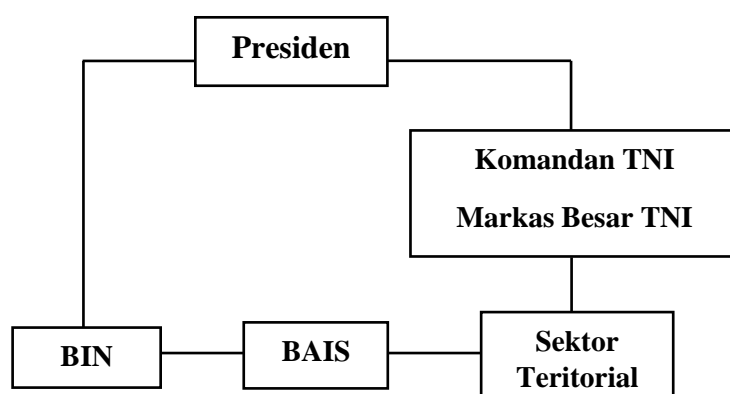 Presiden
Komandan TNI
Markas Besar TNI
BIN
BAIS
Sektor
Teritorial